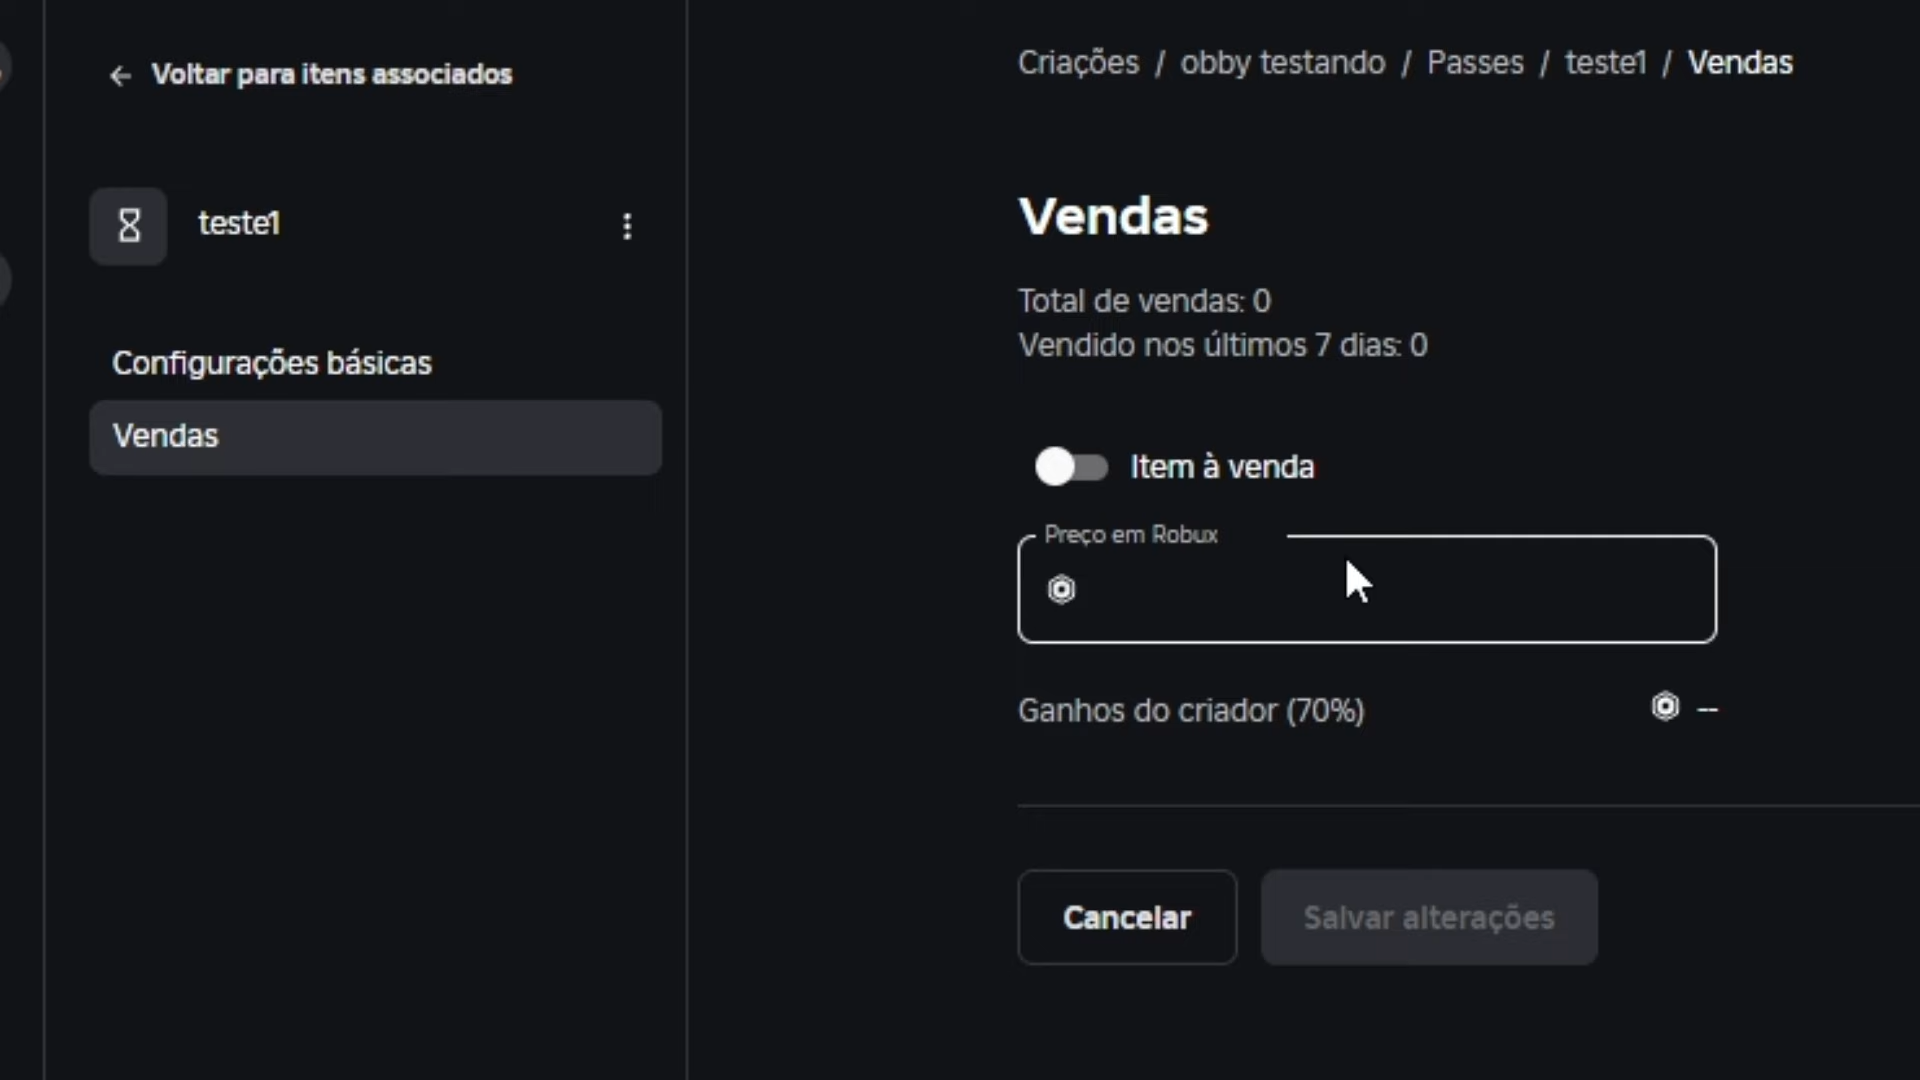 Voltar para itens associados
teste1
Configurações básicas
Vendas
Criações / obby testando / Passes / teste1 / Vendas
Vendas
Total de vendas: 0
Vendido nos últimos 7 dias: 0
Item à venda
Preço em Robux
Ganhos do criador (70%) --
Cancelar
Salvar alterações